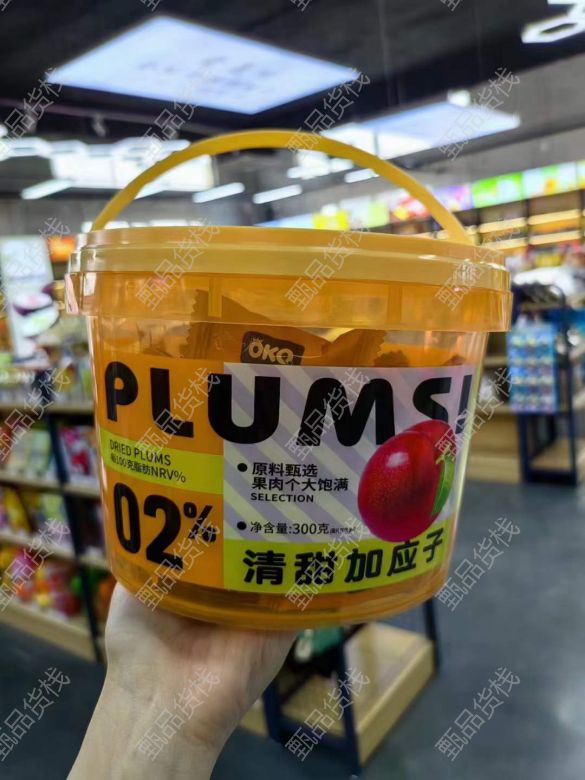 ÖKQ
PLUMS!
DRIED PLUMS
每100克脂肪NRV%
02%
• 原料甄选
果肉个大饱满
SELECTION
• 净含量:300克
清甜加应子
甄品货栈